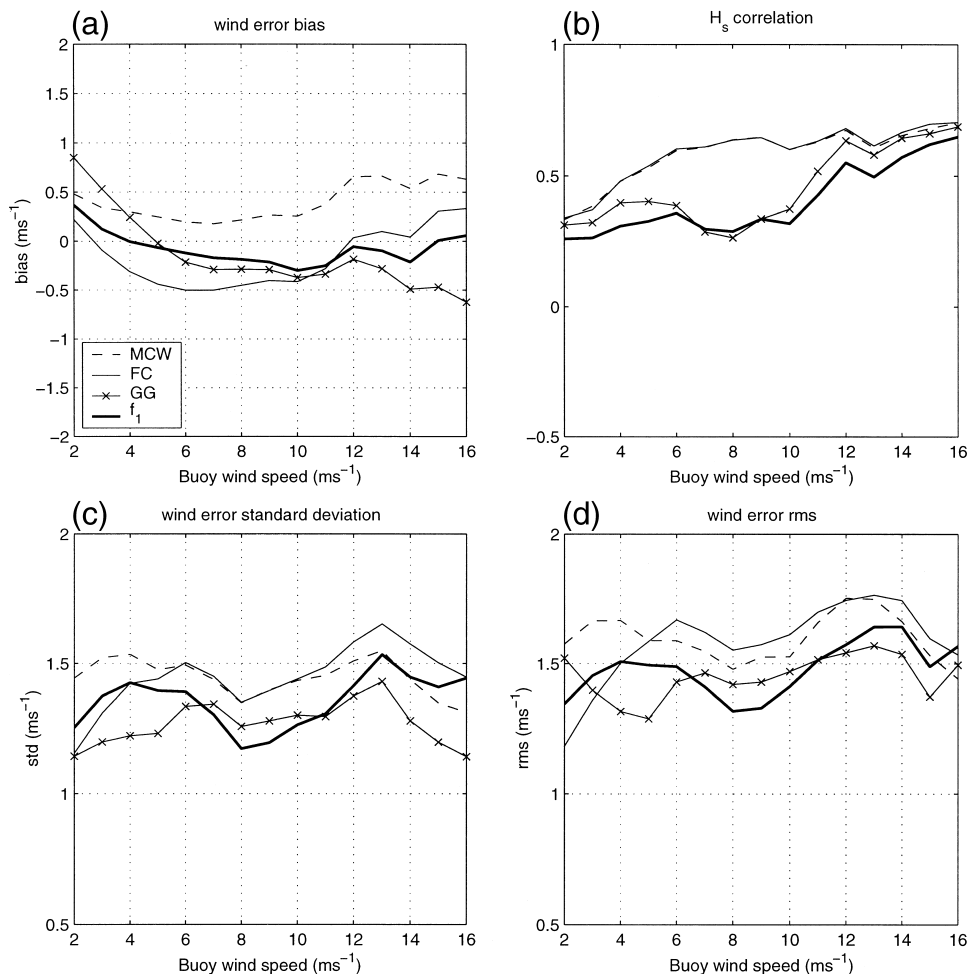 (a)
wind error bias
2
1.5
1
0.5
0
−0.5
−1
−1.5
−2
bias (ms⁻¹)
MCW
FC
GG
f₁
2 4 6 8 10 12 14 16
Buoy wind speed (ms⁻¹)
(b)
Hₛ correlation
1
0.5
0
−0.5
2 4 6 8 10 12 14 16
Buoy wind speed (ms⁻¹)
(c)
wind error standard deviation
2
1.5
1
0.5
std (ms⁻¹)
2 4 6 8 10 12 14 16
Buoy wind speed (ms⁻¹)
(d)
wind error rms
2
1.5
1
0.5
rms (ms⁻¹)
2 4 6 8 10 12 14 16
Buoy wind speed (ms⁻¹)